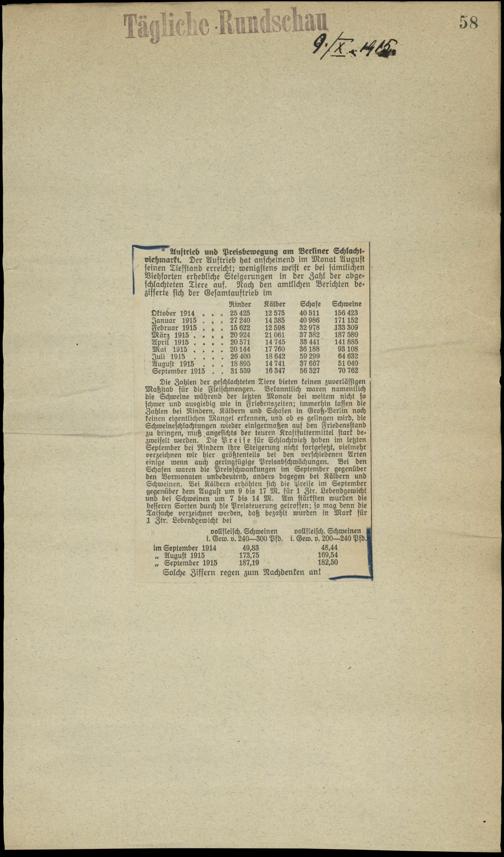 Tägliche Rundschau
58
9./X. 1915.
* Auftrieb und Preisbewegung am Berliner Schlacht-
viehmarkt. Der Auftrieb hat anscheinend im Monat August
seinen Tiefstand erreicht; wenigstens weist er bei sämtlichen
Viehsorten erhebliche Steigerungen in der Zahl der abge-
schlachteten Tiere auf. Nach den amtlichen Berichten be-
zifferte sich der Gesamtauftrieb im
Rinder Kälber Schafe Schweine
Oktober 1914 . . . 25 425 12 575 40 511 156 423
Januar 1915 . . . 27 240 14 385 40 986 171 152
Februar 1915 . . . 15 622 12 598 32 978 133 309
März 1915 . . . . 20 924 21 061 37 382 187 589
April 1915 . . . . 20 571 14 745 33 441 141 885
Mai 1915 . . . . 20 144 17 760 36 188 93 108
Juli 1915 . . . . 26 400 18 642 59 299 64 632
August 1915 . . . 18 895 14 741 37 667 51 049
September 1915 . . 31 539 16 347 56 327 70 762
Die Zahlen der geschlachteten Tiere bieten keinen zuverlässigen
Maßstab für die Fleischmengen. Bekanntlich waren namentlich
die Schweine während der letzten Monate bei weitem nicht so
schwer und ausgiebig wie in Friedenszeiten; immerhin lassen die
Zahlen bei Rindern, Kälbern und Schafen in Groß-Berlin noch
keinen eigentlichen Mangel erkennen, und ob es gelingen wird, die
Schweineschlachtungen wieder einigermaßen auf den Friedensstand
zu bringen, muß angesichts der teuren Kraftfuttermittel stark be-
zweifelt werden. Die Preise für Schlachtvieh haben im letzten
September bei Rindern ihre Steigerung nicht fortgesetzt, vielmehr
verzeichnen wir hier größtenteils bei den verschiedenen Arten
einige wenn auch geringfügige Preisabschwächungen. Bei den
Schafen waren die Preisschwankungen im September gegenüber
den Vormonaten unbedeutend, anders dagegen bei Kälbern und
Schweinen. Bei Kälbern erhöhten sich die Preise im September
gegenüber dem August um 9 bis 17 M. für 1 Ztr. Lebendgewicht
und bei Schweinen um 7 bis 14 M. Am stärksten wurden die
besseren Sorten durch die Preissteuerung getroffen; so mag denn die
Tatsache verzeichnet werden, daß bezahlt wurden in Mark für
1 Ztr. Lebendgewicht bei
vollfleisch. Schweinen vollfleisch. Schweinen
i. Gew. v. 240—300 Pfd. i. Gew. v. 200—240 Pfd.
im September 1914 49,83 48,44
„ August 1915 173,75 169,54
„ September 1915 187,19 182,50
Solche Ziffern regen zum Nachdenken an!